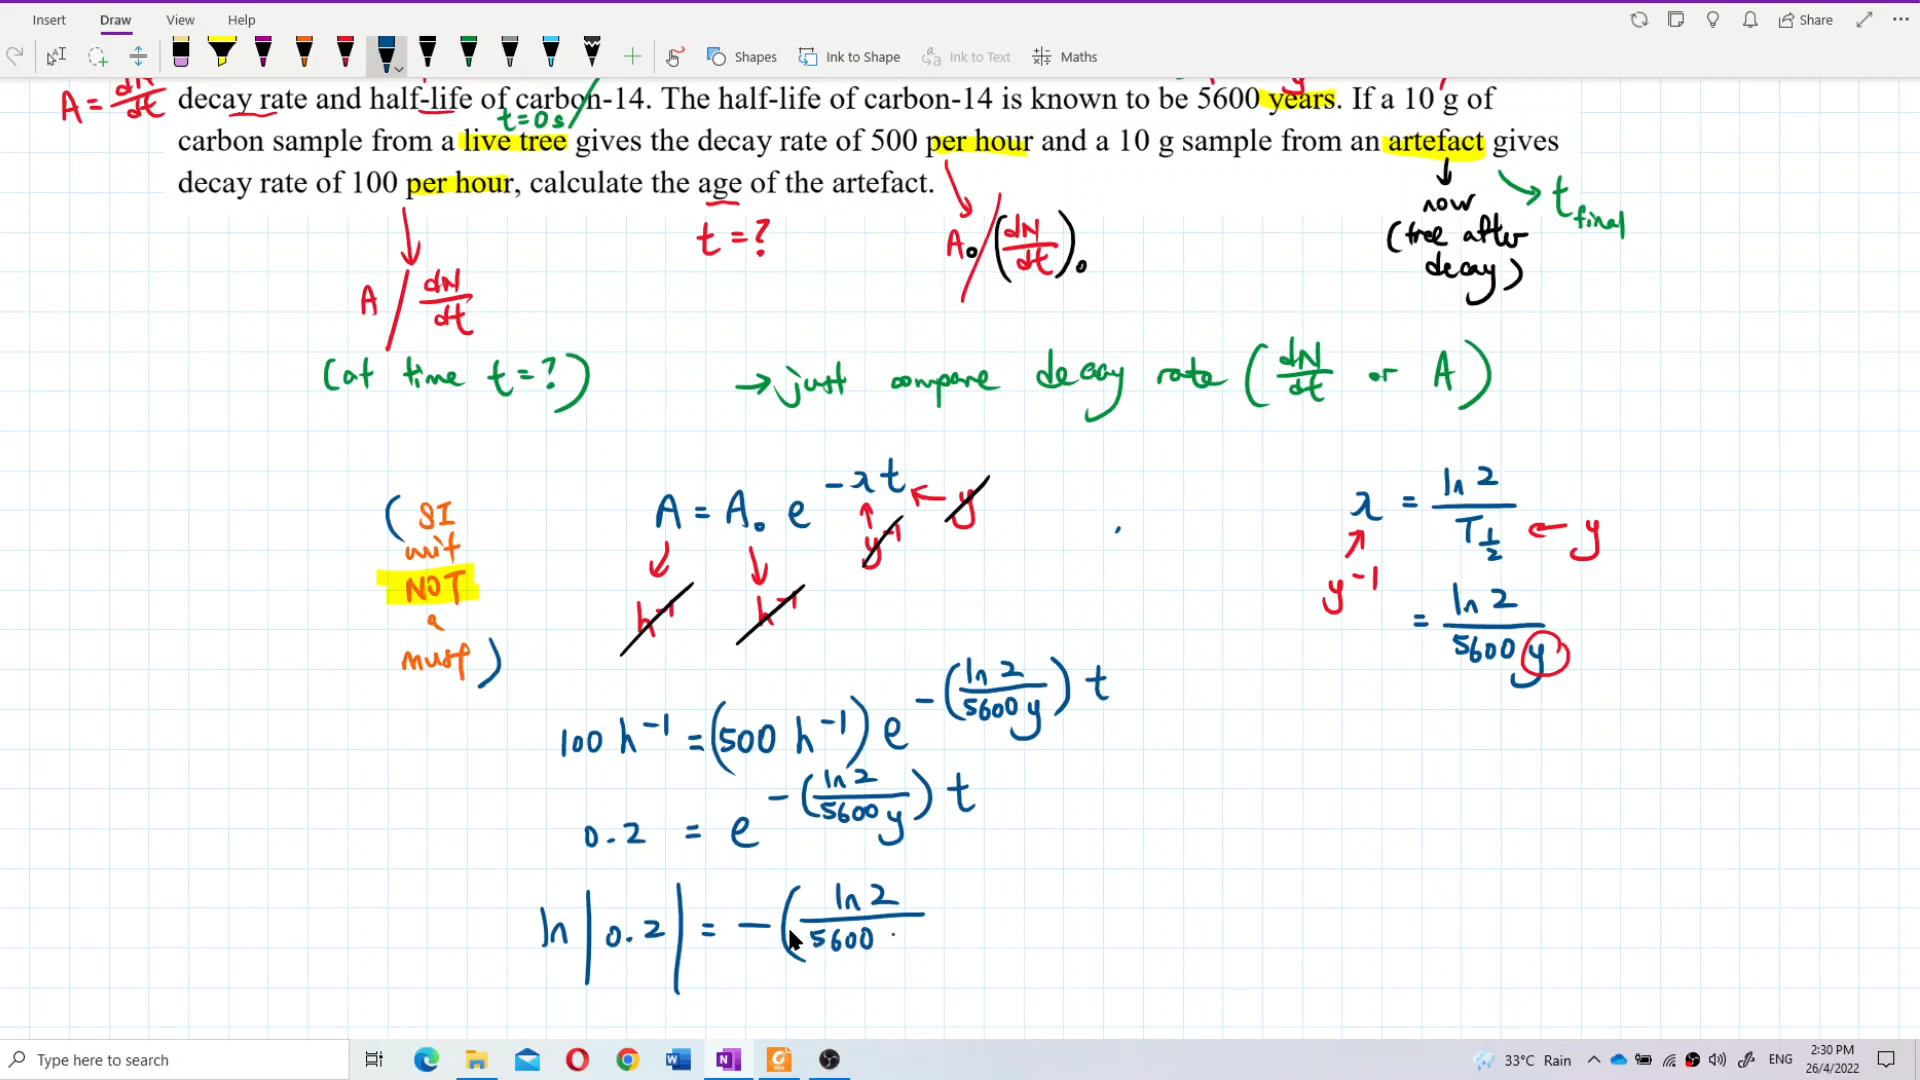 Insert Draw View Help Share
Shapes Ink to Shape Ink to Text Maths
A = dN/dt decay rate and half-life of carbon-14. The half-life of carbon-14 is known to be 5600 years. If a 10 g of
t=0s y
carbon sample from a live tree gives the decay rate of 500 per hour and a 10 g sample from an artefact gives
decay rate of 100 per hour, calculate the age of the artefact.
t = ? A₀ / (dN/dt)₀ now t final
(tree after
decay)
A / dN/dt
(at time t = ?) → just compare decay rate (dN/dt or A)
A = A₀ e^-λt ← y
y⁻¹
h⁻¹ h⁻¹
(SI
unit
NOT
a
must)
λ = ln 2 / T½ ← y
y⁻¹
= ln 2 / 5600 y
100 h⁻¹ = (500 h⁻¹) e^-(ln 2 / 5600 y) t
0.2 = e^-(ln 2 / 5600 y) t
ln |0.2| = -(ln 2 / 5600
Type here to search 33°C Rain ENG 2:30 PM
26/4/2022